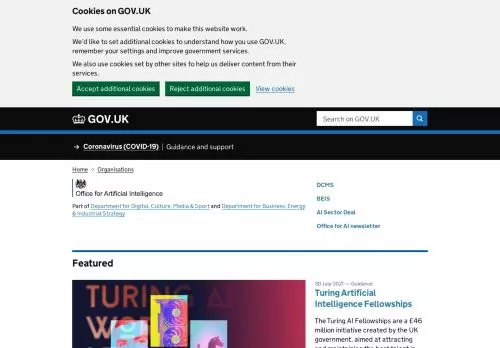 Cookies on GOV.UK
We use some essential cookies to make this website work.
We'd like to set additional cookies to understand how you use GOV.UK,
remember your settings and improve government services.
We also use cookies set by other sites to help us deliver content from their
services.
Accept additional cookies Reject additional cookies View cookies
GOV.UK Search on GOV.UK
→ Coronavirus (COVID-19) | Guidance and support
Home > Organisations
Office for Artificial Intelligence
Part of Department for Digital, Culture, Media & Sport and Department for Business, Energy
& Industrial Strategy
DCMS
BEIS
AI Sector Deal
Office for AI newsletter
Featured
TURING AI
30 July 2021 — Guidance
Turing Artificial
Intelligence Fellowships
The Turing AI Fellowships are a £46
million initiative created by the UK
government, aimed at attracting